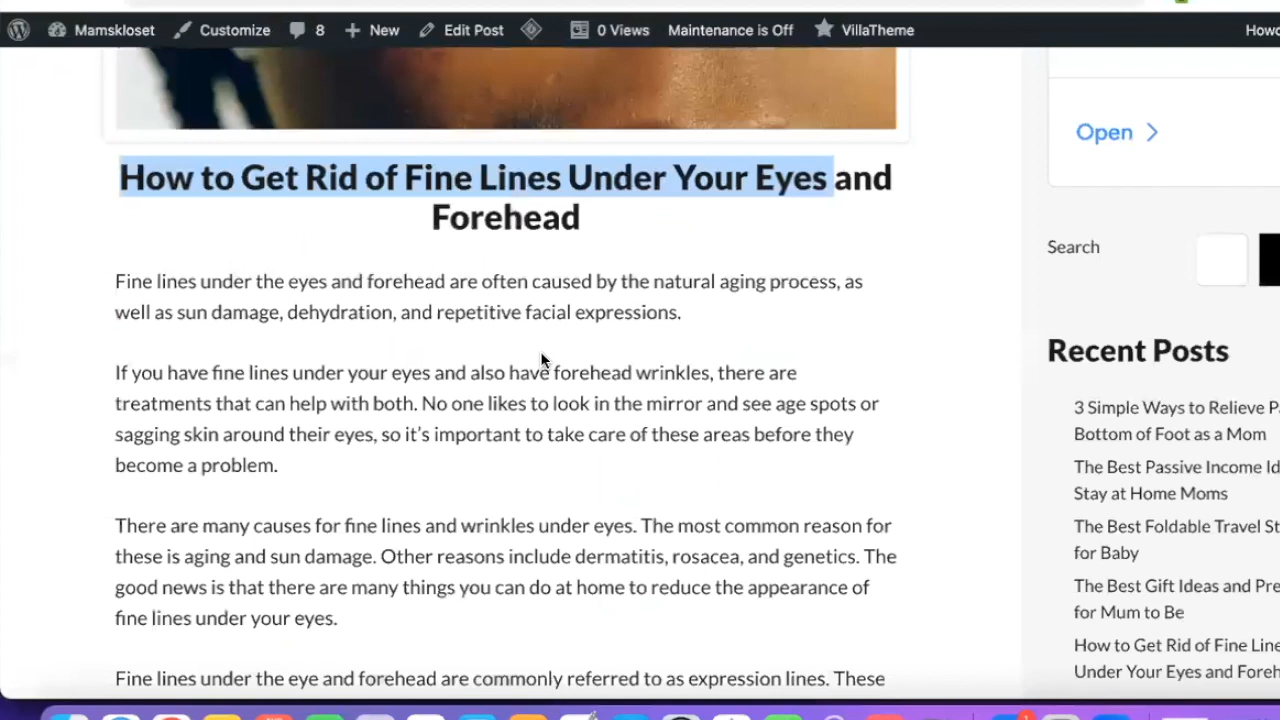 Mamskloset Customize 8 New Edit Post 0 Views Maintenance is Off VillaTheme
How to Get Rid of Fine Lines Under Your Eyes and
Forehead
Fine lines under the eyes and forehead are often caused by the natural aging process, as
well as sun damage, dehydration, and repetitive facial expressions.
If you have fine lines under your eyes and also have forehead wrinkles, there are
treatments that can help with both. No one likes to look in the mirror and see age spots or
sagging skin around their eyes, so it's important to take care of these areas before they
become a problem.
There are many causes for fine lines and wrinkles under eyes. The most common reason for
these is aging and sun damage. Other reasons include dermatitis, rosacea, and genetics. The
good news is that there are many things you can do at home to reduce the appearance of
fine lines under your eyes.
Fine lines under the eye and forehead are commonly referred to as expression lines. These
Open
Search
Recent Posts
3 Simple Ways to Relieve
Bottom of Foot as a Mom
The Best Passive Income
Stay at Home Moms
The Best Foldable Travel
for Baby
The Best Gift Ideas and
for Mum to Be
How to Get Rid of Fine
Under Your Eyes and